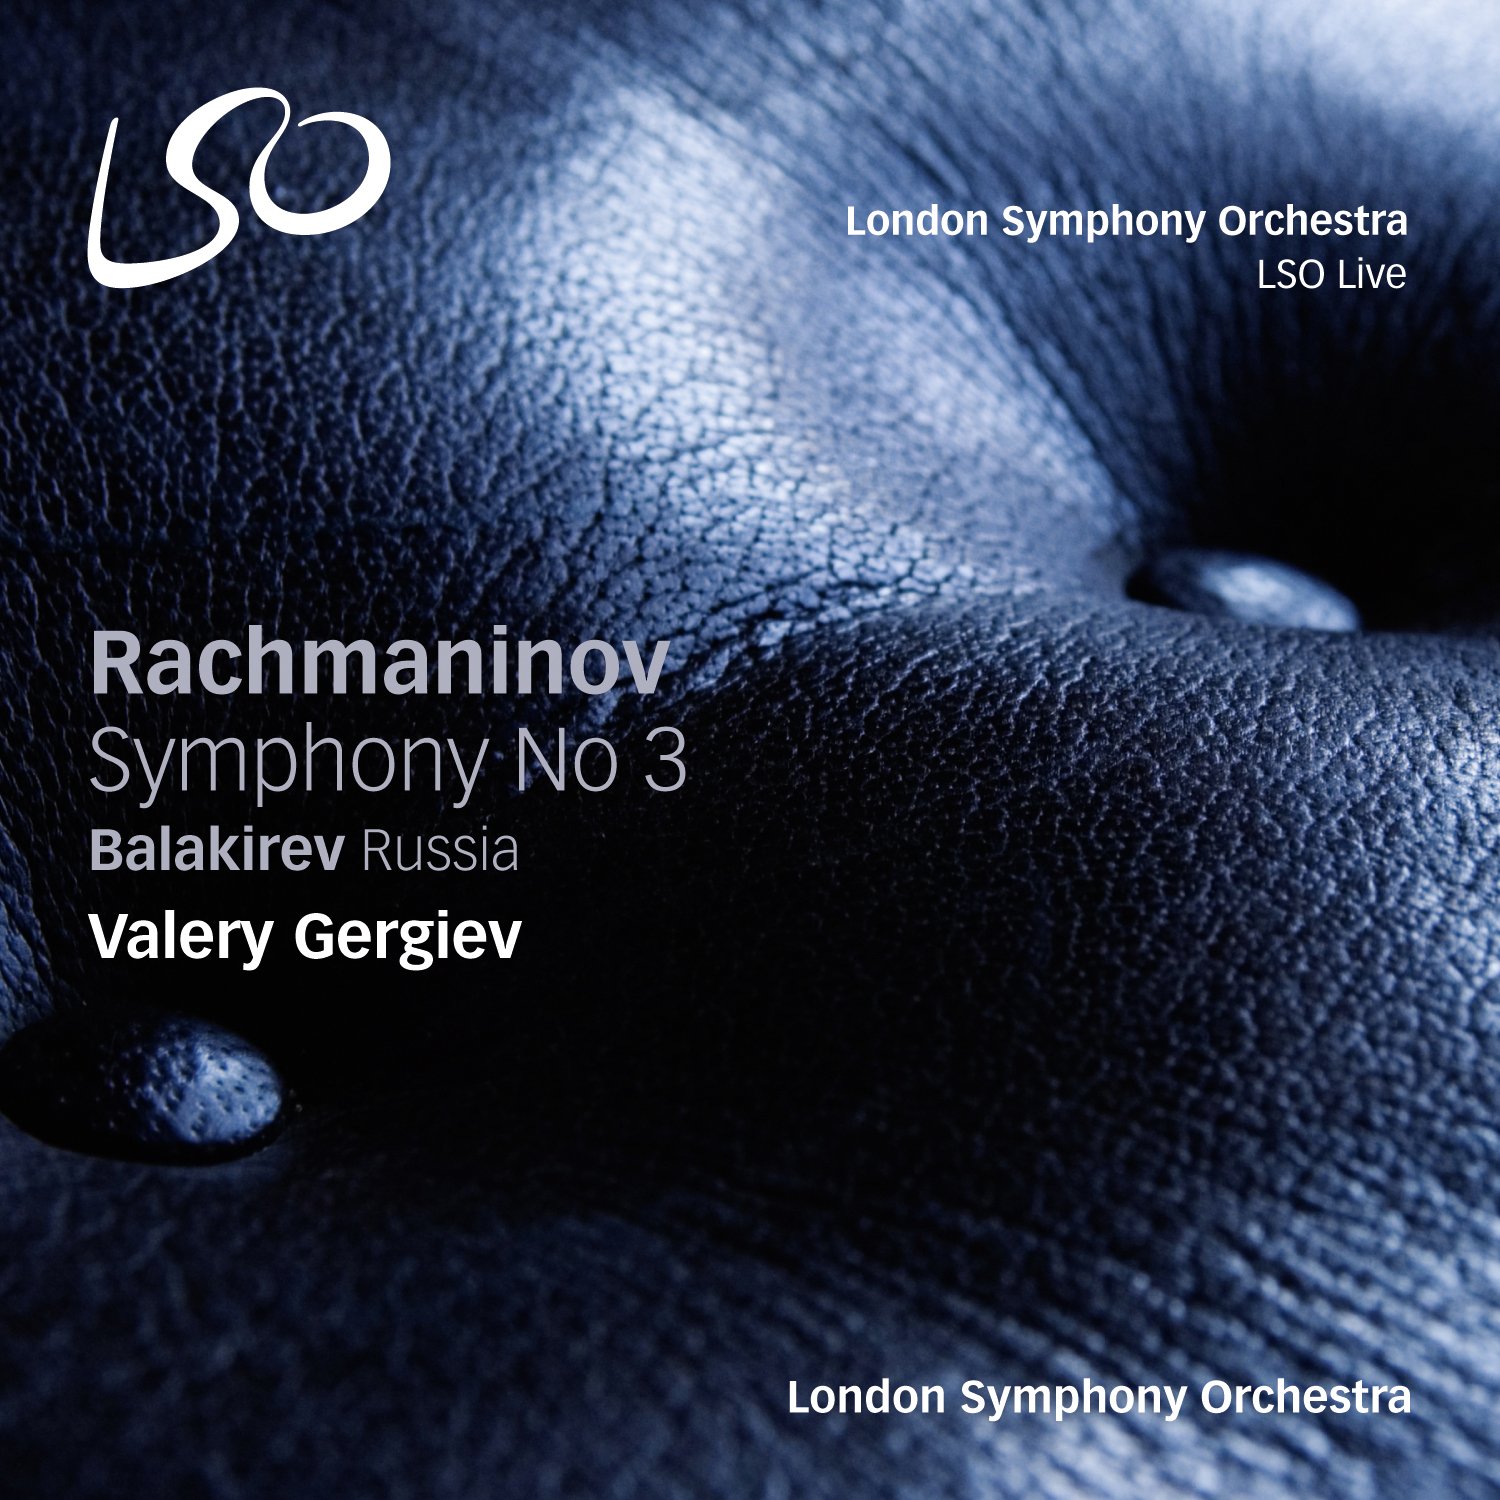 LSO
London Symphony Orchestra
LSO Live
Rachmaninov
Symphony No 3
Balakirev Russia
Valery Gergiev
London Symphony Orchestra